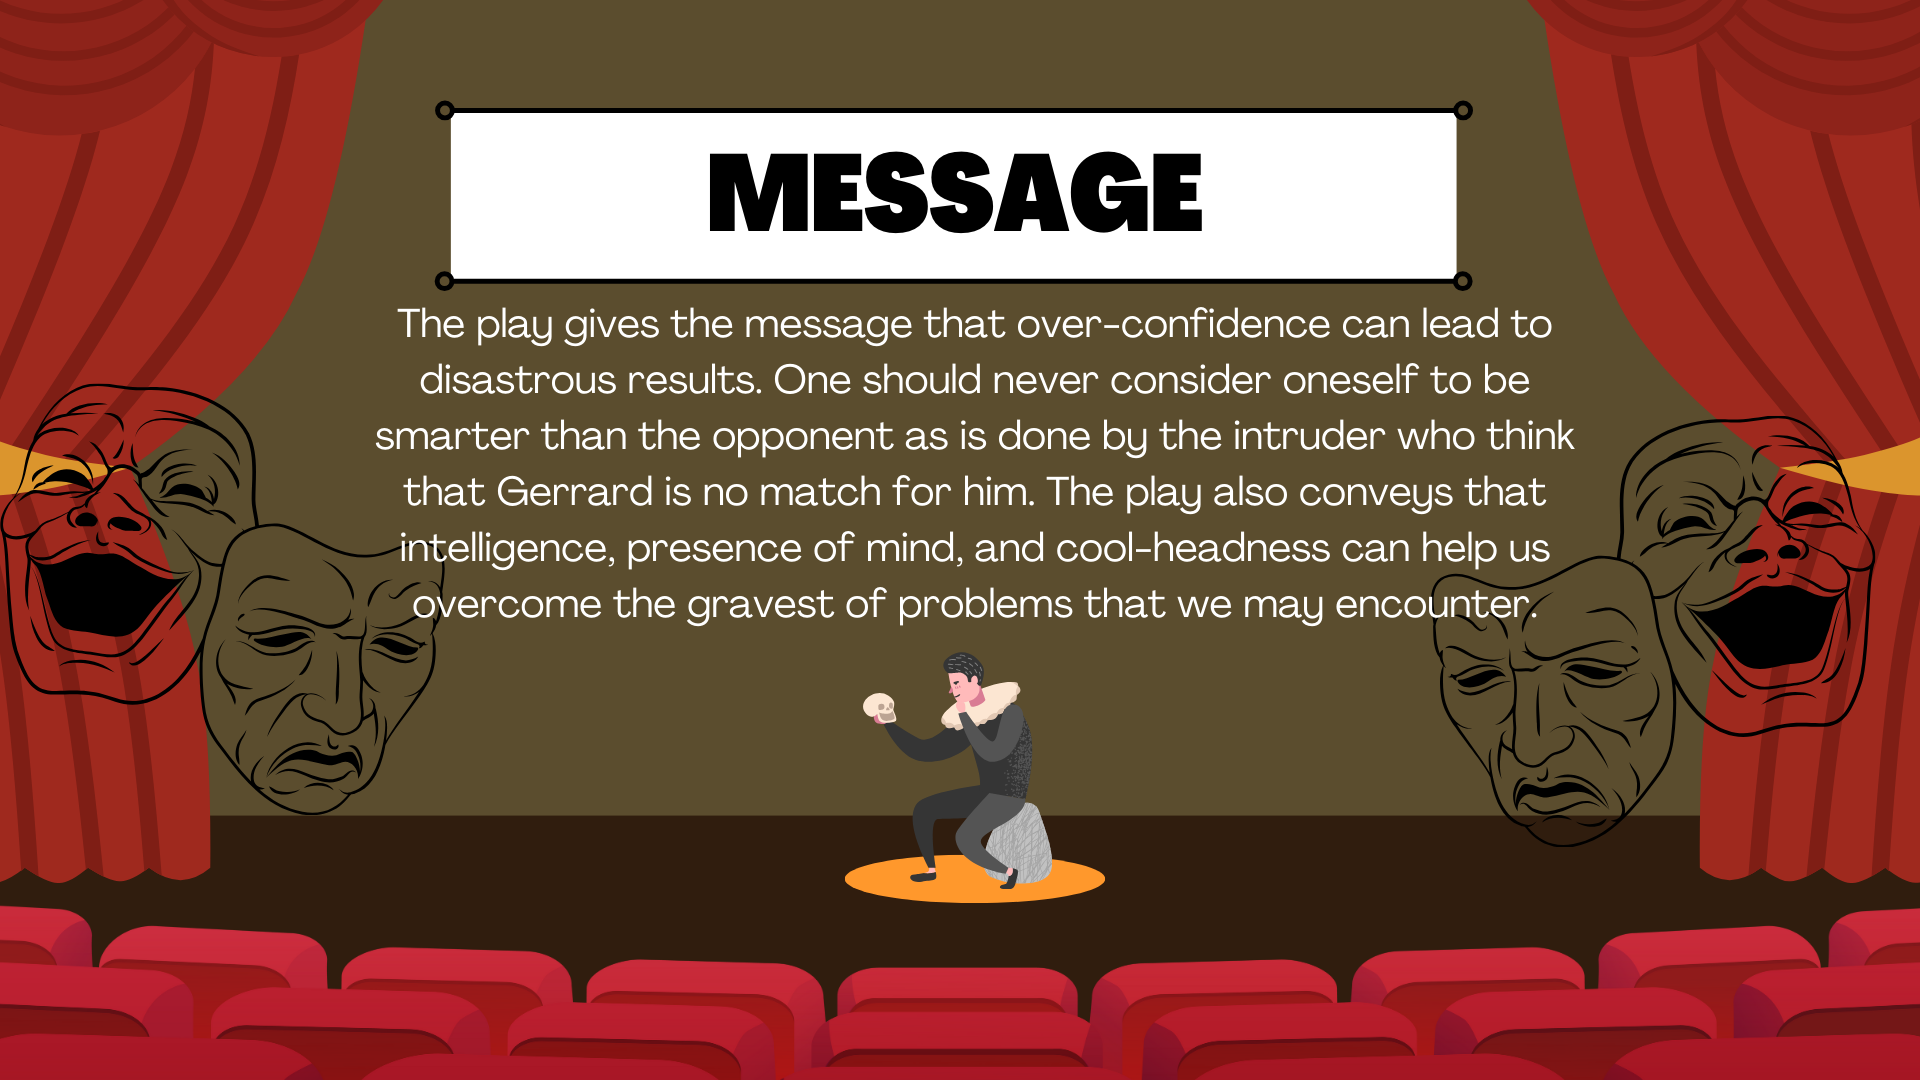 MESSAGE
The play gives the message that over-confidence can lead to
disastrous results. One should never consider oneself to be
smarter than the opponent as is done by the intruder who think
that Gerrard is no match for him. The play also conveys that
intelligence, presence of mind, and cool-headness can help us
overcome the gravest of problems that we may encounter.